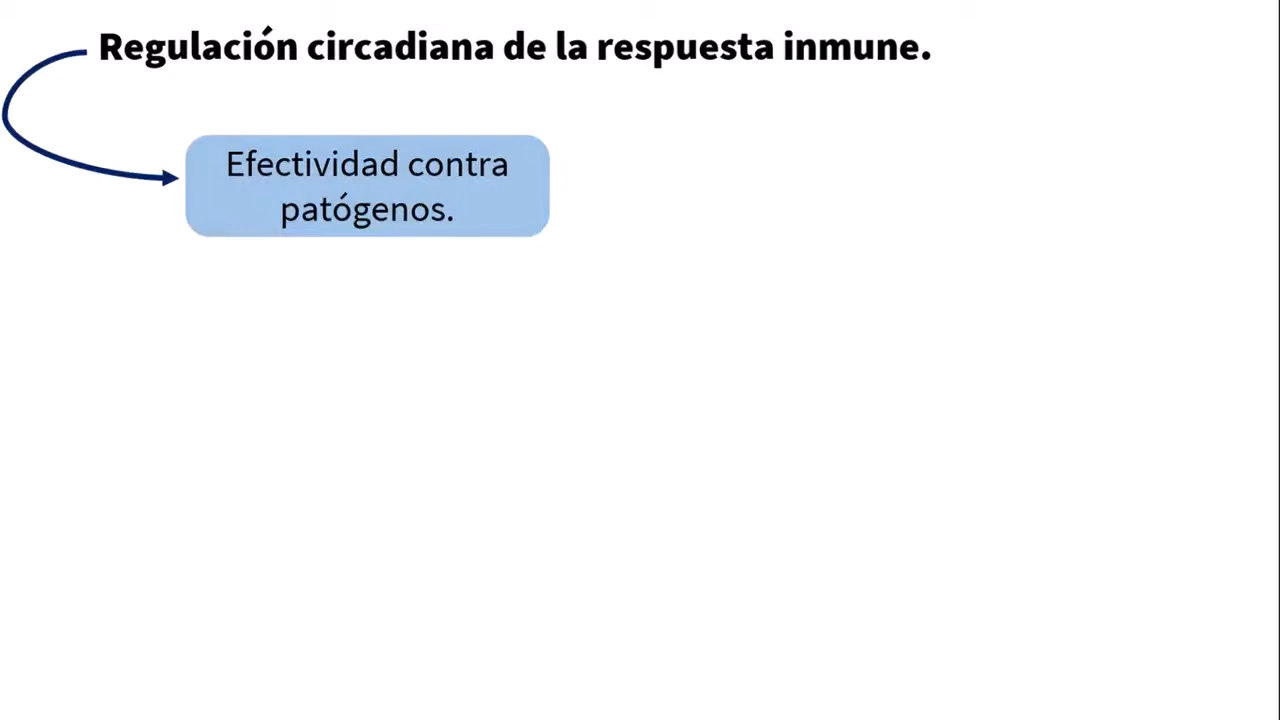 Regulación circadiana de la respuesta inmune.
Efectividad contra
patógenos.